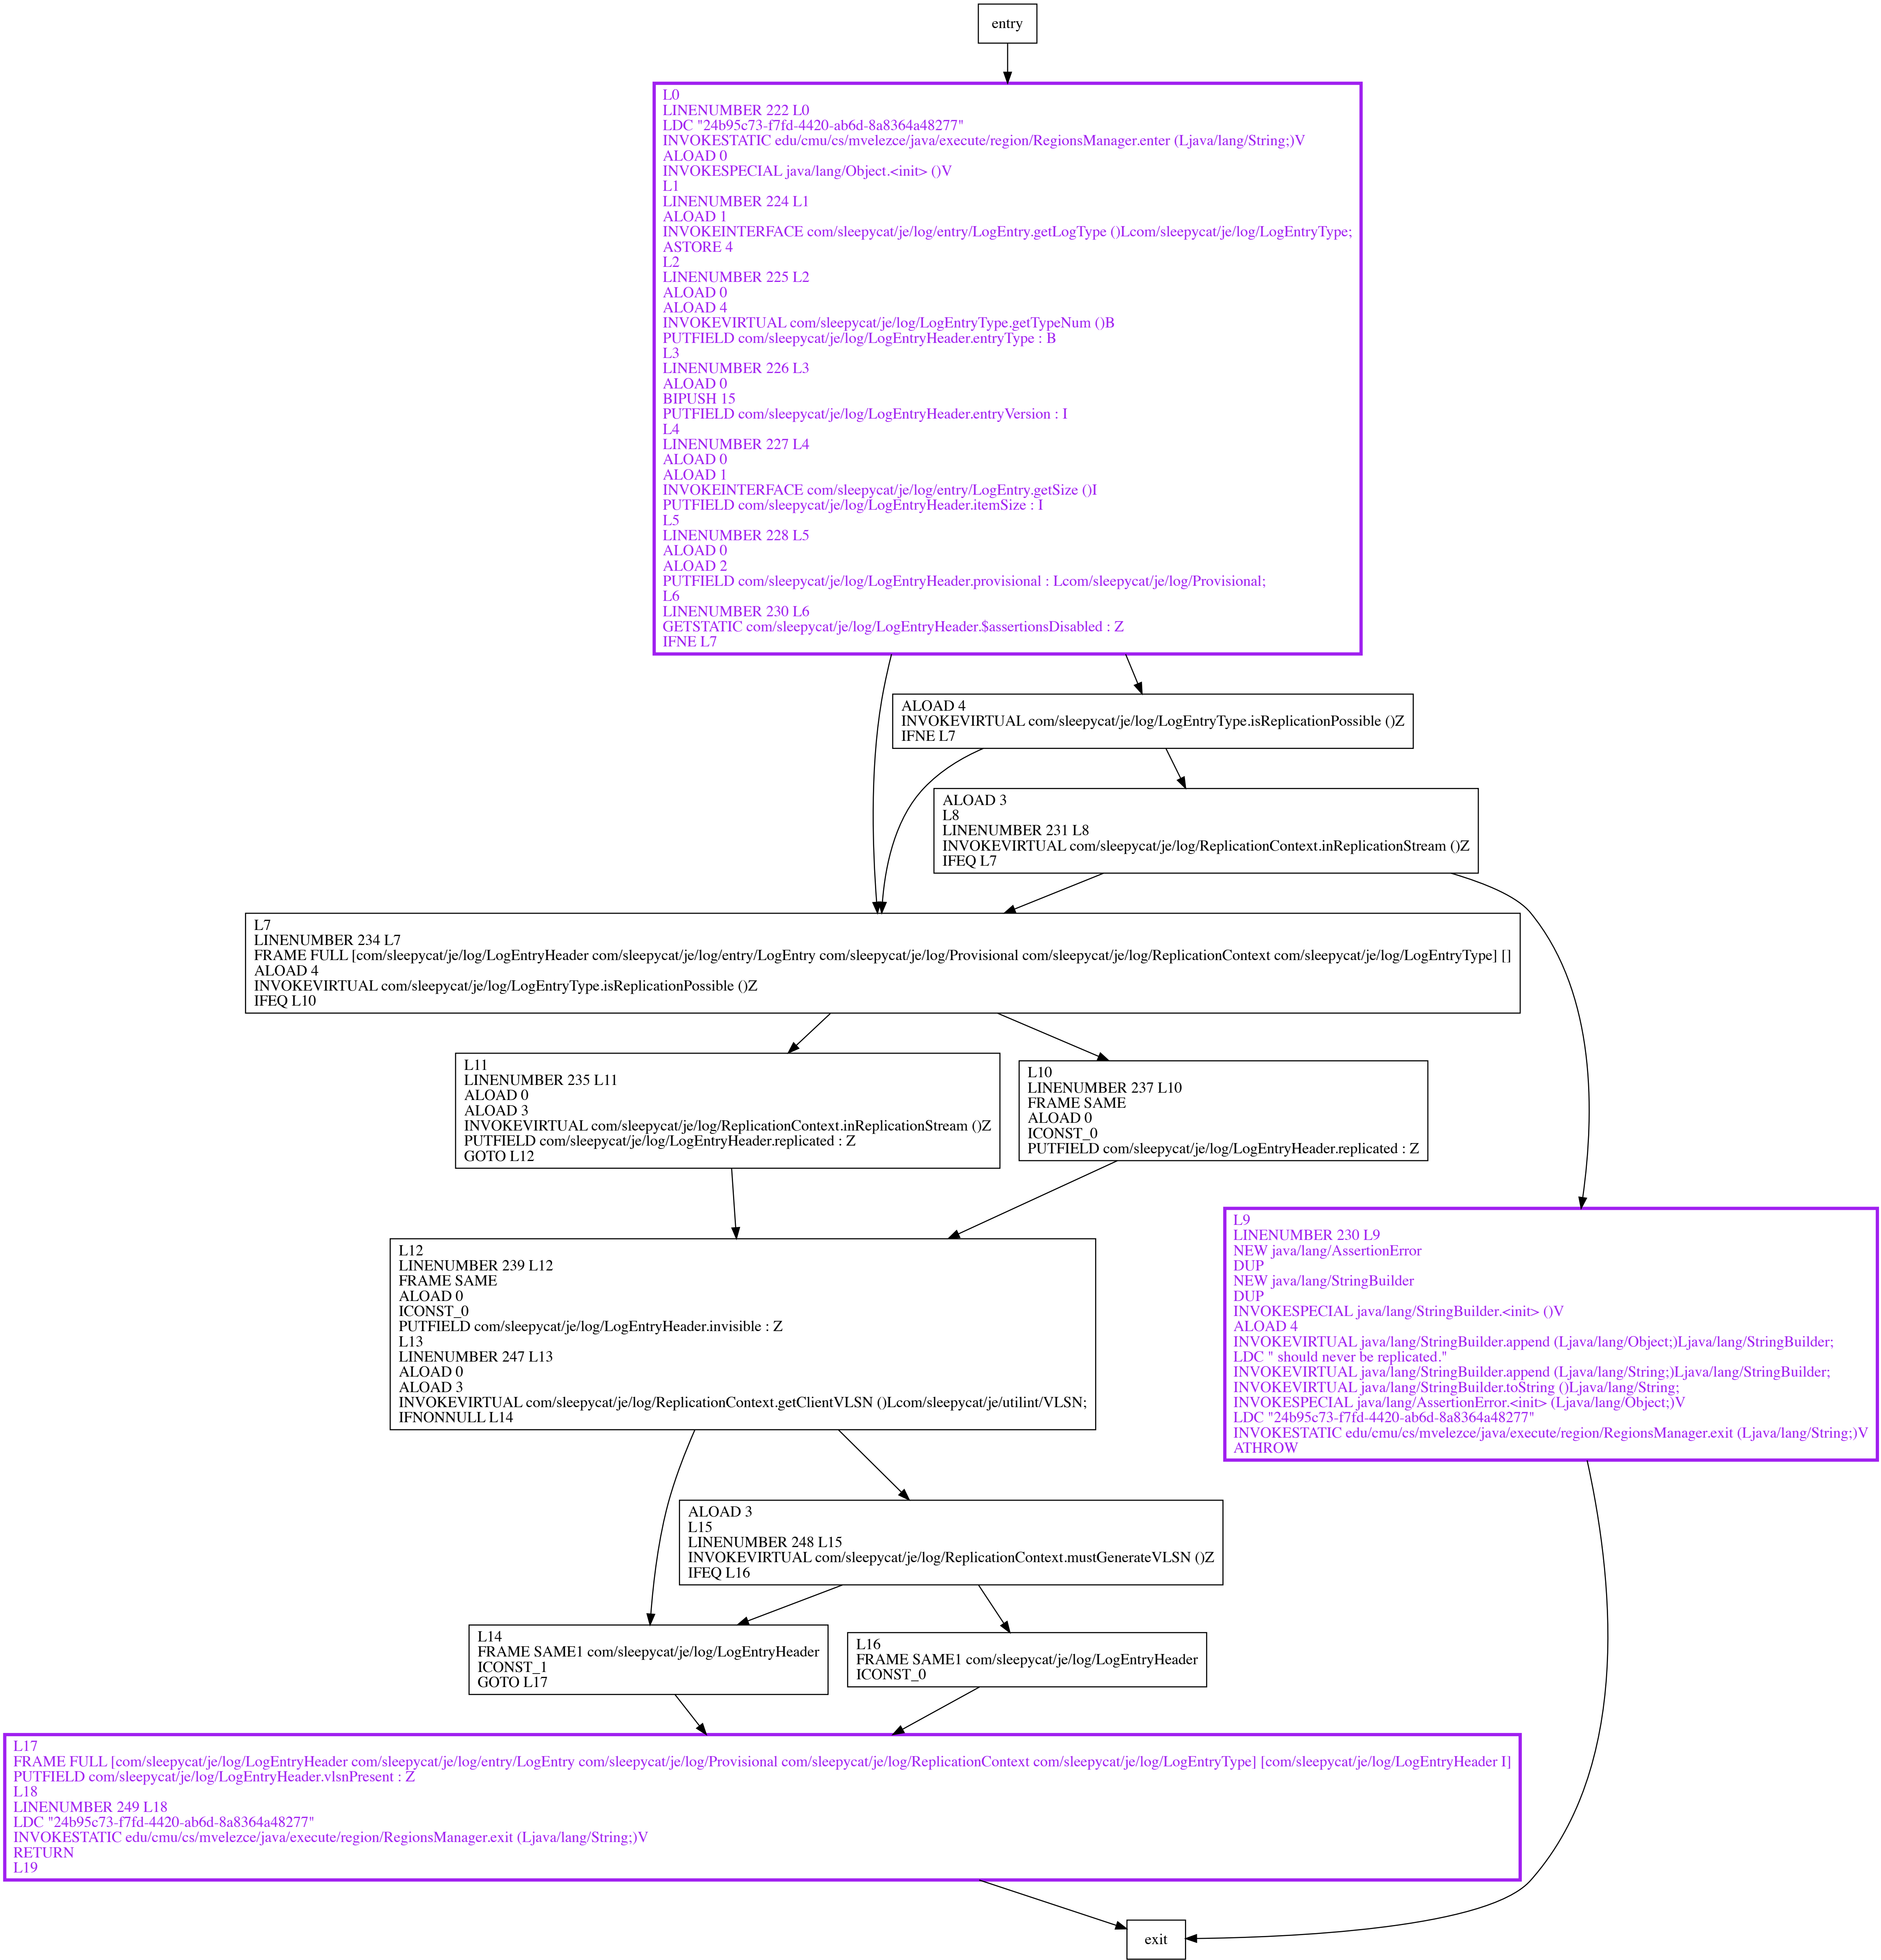 entry
L0
LINENUMBER 222 L0
LDC "24b95c73-f7fd-4420-ab6d-8a8364a48277"
INVOKESTATIC edu/cmu/cs/mvelezce/java/execute/region/RegionsManager.enter (Ljava/lang/String;)V
ALOAD 0
INVOKESPECIAL java/lang/Object.<init> ()V
L1
LINENUMBER 224 L1
ALOAD 1
INVOKEINTERFACE com/sleepycat/je/log/entry/LogEntry.getLogType ()Lcom/sleepycat/je/log/LogEntryType;
ASTORE 4
L2
LINENUMBER 225 L2
ALOAD 0
ALOAD 4
INVOKEVIRTUAL com/sleepycat/je/log/LogEntryType.getTypeNum ()B
PUTFIELD com/sleepycat/je/log/LogEntryHeader.entryType : B
L3
LINENUMBER 226 L3
ALOAD 0
BIPUSH 15
PUTFIELD com/sleepycat/je/log/LogEntryHeader.entryVersion : I
L4
LINENUMBER 227 L4
ALOAD 0
ALOAD 1
INVOKEINTERFACE com/sleepycat/je/log/entry/LogEntry.getSize ()I
PUTFIELD com/sleepycat/je/log/LogEntryHeader.itemSize : I
L5
LINENUMBER 228 L5
ALOAD 0
ALOAD 2
PUTFIELD com/sleepycat/je/log/LogEntryHeader.provisional : Lcom/sleepycat/je/log/Provisional;
L6
LINENUMBER 230 L6
GETSTATIC com/sleepycat/je/log/LogEntryHeader.$assertionsDisabled : Z
IFNE L7
ALOAD 4
INVOKEVIRTUAL com/sleepycat/je/log/LogEntryType.isReplicationPossible ()Z
IFNE L7
ALOAD 3
L8
LINENUMBER 231 L8
INVOKEVIRTUAL com/sleepycat/je/log/ReplicationContext.inReplicationStream ()Z
IFEQ L7
L7
LINENUMBER 234 L7
FRAME FULL [com/sleepycat/je/log/LogEntryHeader com/sleepycat/je/log/entry/LogEntry com/sleepycat/je/log/Provisional com/sleepycat/je/log/ReplicationContext com/sleepycat/je/log/LogEntryType] []
ALOAD 4
INVOKEVIRTUAL com/sleepycat/je/log/LogEntryType.isReplicationPossible ()Z
IFEQ L10
L11
LINENUMBER 235 L11
ALOAD 0
ALOAD 3
INVOKEVIRTUAL com/sleepycat/je/log/ReplicationContext.inReplicationStream ()Z
PUTFIELD com/sleepycat/je/log/LogEntryHeader.replicated : Z
GOTO L12
L10
LINENUMBER 237 L10
FRAME SAME
ALOAD 0
ICONST_0
PUTFIELD com/sleepycat/je/log/LogEntryHeader.replicated : Z
L9
LINENUMBER 230 L9
NEW java/lang/AssertionError
DUP
NEW java/lang/StringBuilder
DUP
INVOKESPECIAL java/lang/StringBuilder.<init> ()V
ALOAD 4
INVOKEVIRTUAL java/lang/StringBuilder.append (Ljava/lang/Object;)Ljava/lang/StringBuilder;
LDC " should never be replicated."
INVOKEVIRTUAL java/lang/StringBuilder.append (Ljava/lang/String;)Ljava/lang/StringBuilder;
INVOKEVIRTUAL java/lang/StringBuilder.toString ()Ljava/lang/String;
INVOKESPECIAL java/lang/AssertionError.<init> (Ljava/lang/Object;)V
LDC "24b95c73-f7fd-4420-ab6d-8a8364a48277"
INVOKESTATIC edu/cmu/cs/mvelezce/java/execute/region/RegionsManager.exit (Ljava/lang/String;)V
ATHROW
L12
LINENUMBER 239 L12
FRAME SAME
ALOAD 0
ICONST_0
PUTFIELD com/sleepycat/je/log/LogEntryHeader.invisible : Z
L13
LINENUMBER 247 L13
ALOAD 0
ALOAD 3
INVOKEVIRTUAL com/sleepycat/je/log/ReplicationContext.getClientVLSN ()Lcom/sleepycat/je/utilint/VLSN;
IFNONNULL L14
ALOAD 3
L15
LINENUMBER 248 L15
INVOKEVIRTUAL com/sleepycat/je/log/ReplicationContext.mustGenerateVLSN ()Z
IFEQ L16
L14
FRAME SAME1 com/sleepycat/je/log/LogEntryHeader
ICONST_1
GOTO L17
L16
FRAME SAME1 com/sleepycat/je/log/LogEntryHeader
ICONST_0
L17
FRAME FULL [com/sleepycat/je/log/LogEntryHeader com/sleepycat/je/log/entry/LogEntry com/sleepycat/je/log/Provisional com/sleepycat/je/log/ReplicationContext com/sleepycat/je/log/LogEntryType] [com/sleepycat/je/log/LogEntryHeader I]
PUTFIELD com/sleepycat/je/log/LogEntryHeader.vlsnPresent : Z
L18
LINENUMBER 249 L18
LDC "24b95c73-f7fd-4420-ab6d-8a8364a48277"
INVOKESTATIC edu/cmu/cs/mvelezce/java/execute/region/RegionsManager.exit (Ljava/lang/String;)V
RETURN
L19
exit